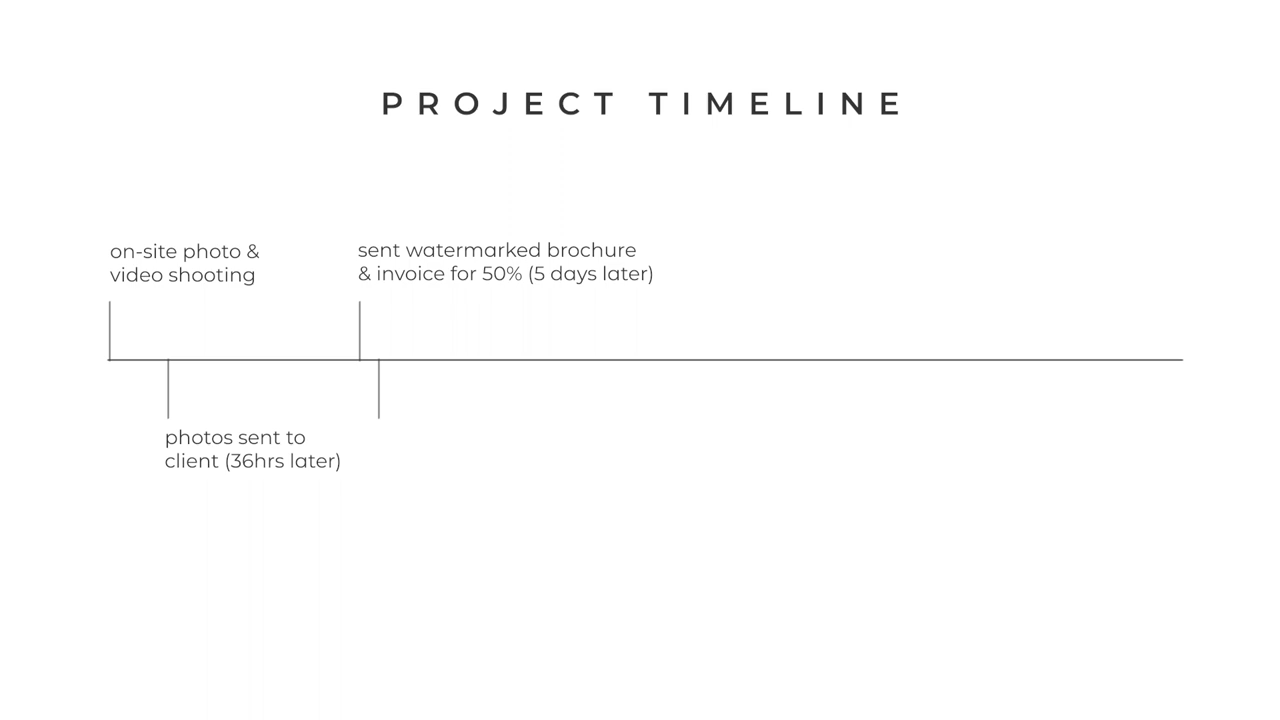 PROJECT TIMELINE
on-site photo &
video shooting
sent watermarked brochure
& invoice for 50% (5 days later)
photos sent to
client (36hrs later)